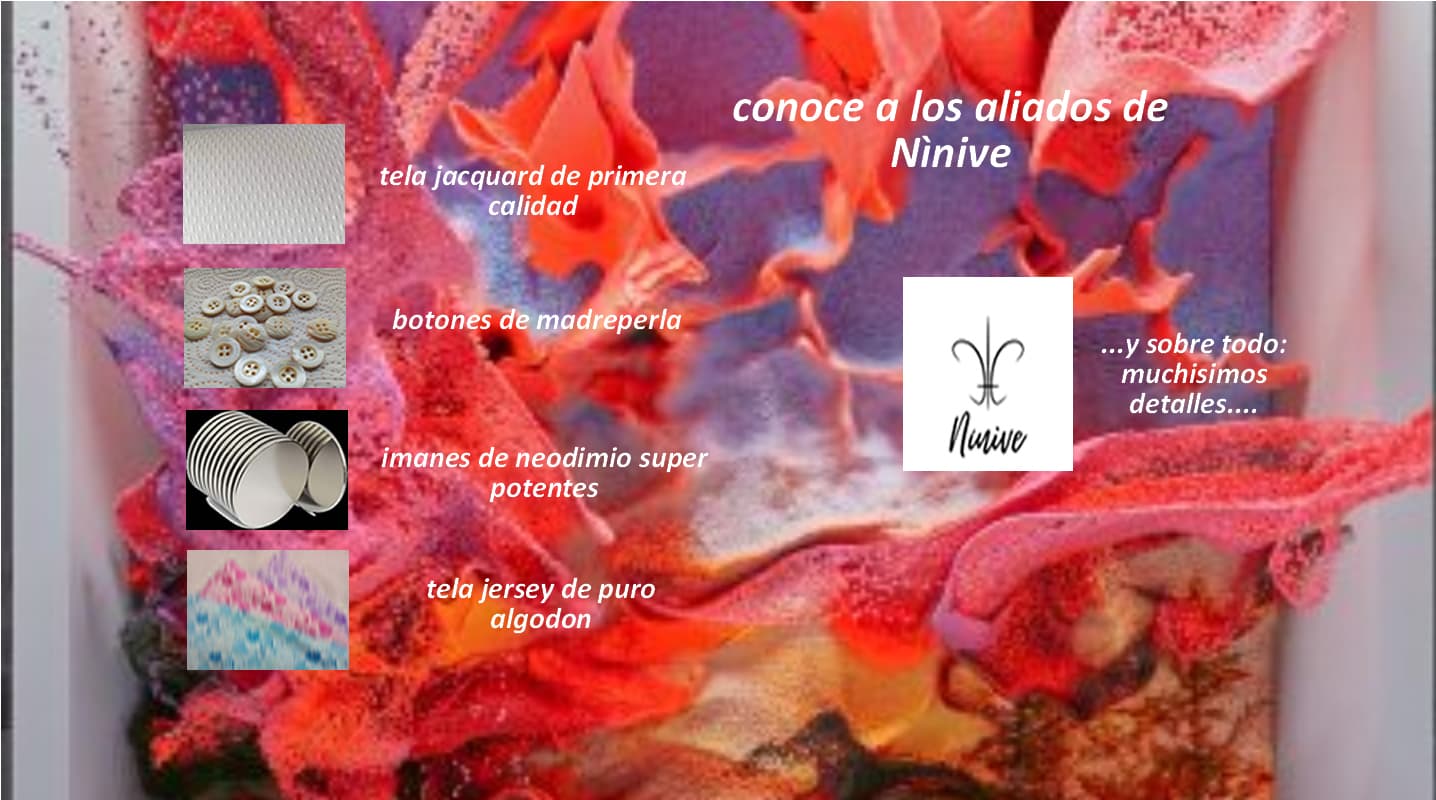 conoce a los aliados de
Nìnive
tela jacquard de primera
calidad
botones de madreperla
imanes de neodimio super
potentes
tela jersey de puro
algodon
Ninive
...y sobre todo:
muchisimos
detalles....